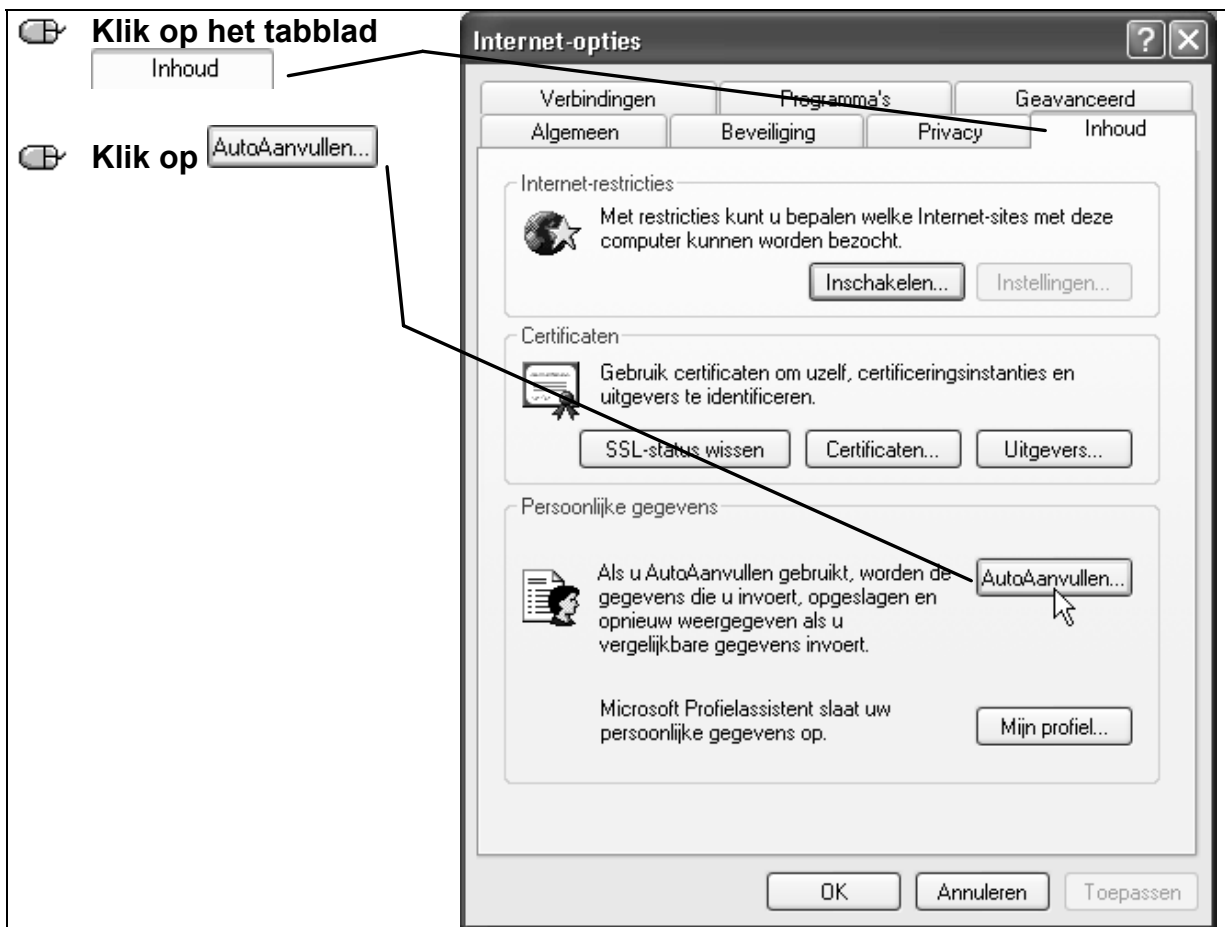 Klik op het tabblad
Inhoud
Klik op AutoAanvullen...
Internet-opties
Verbindingen Programma's Geavanceerd
Algemeen Beveiliging Privacy Inhoud
Internet-restricties
Met restricties kunt u bepalen welke Internet-sites met deze
computer kunnen worden bezocht.
Inschakelen... Instellingen...
Certificaten
Gebruik certificaten om uzelf, certificeringsinstanties en
uitgevers te identificeren.
SSL-status wissen Certificaten... Uitgevers...
Persoonlijke gegevens
Als u AutoAanvullen gebruikt, worden de
gegevens die u invoert, opgeslagen en
opnieuw weergegeven als u
vergelijkbare gegevens invoert.
AutoAanvullen...
Microsoft Profielassistent slaat uw
persoonlijke gegevens op.
Mijn profiel...
OK Annuleren Toepassen